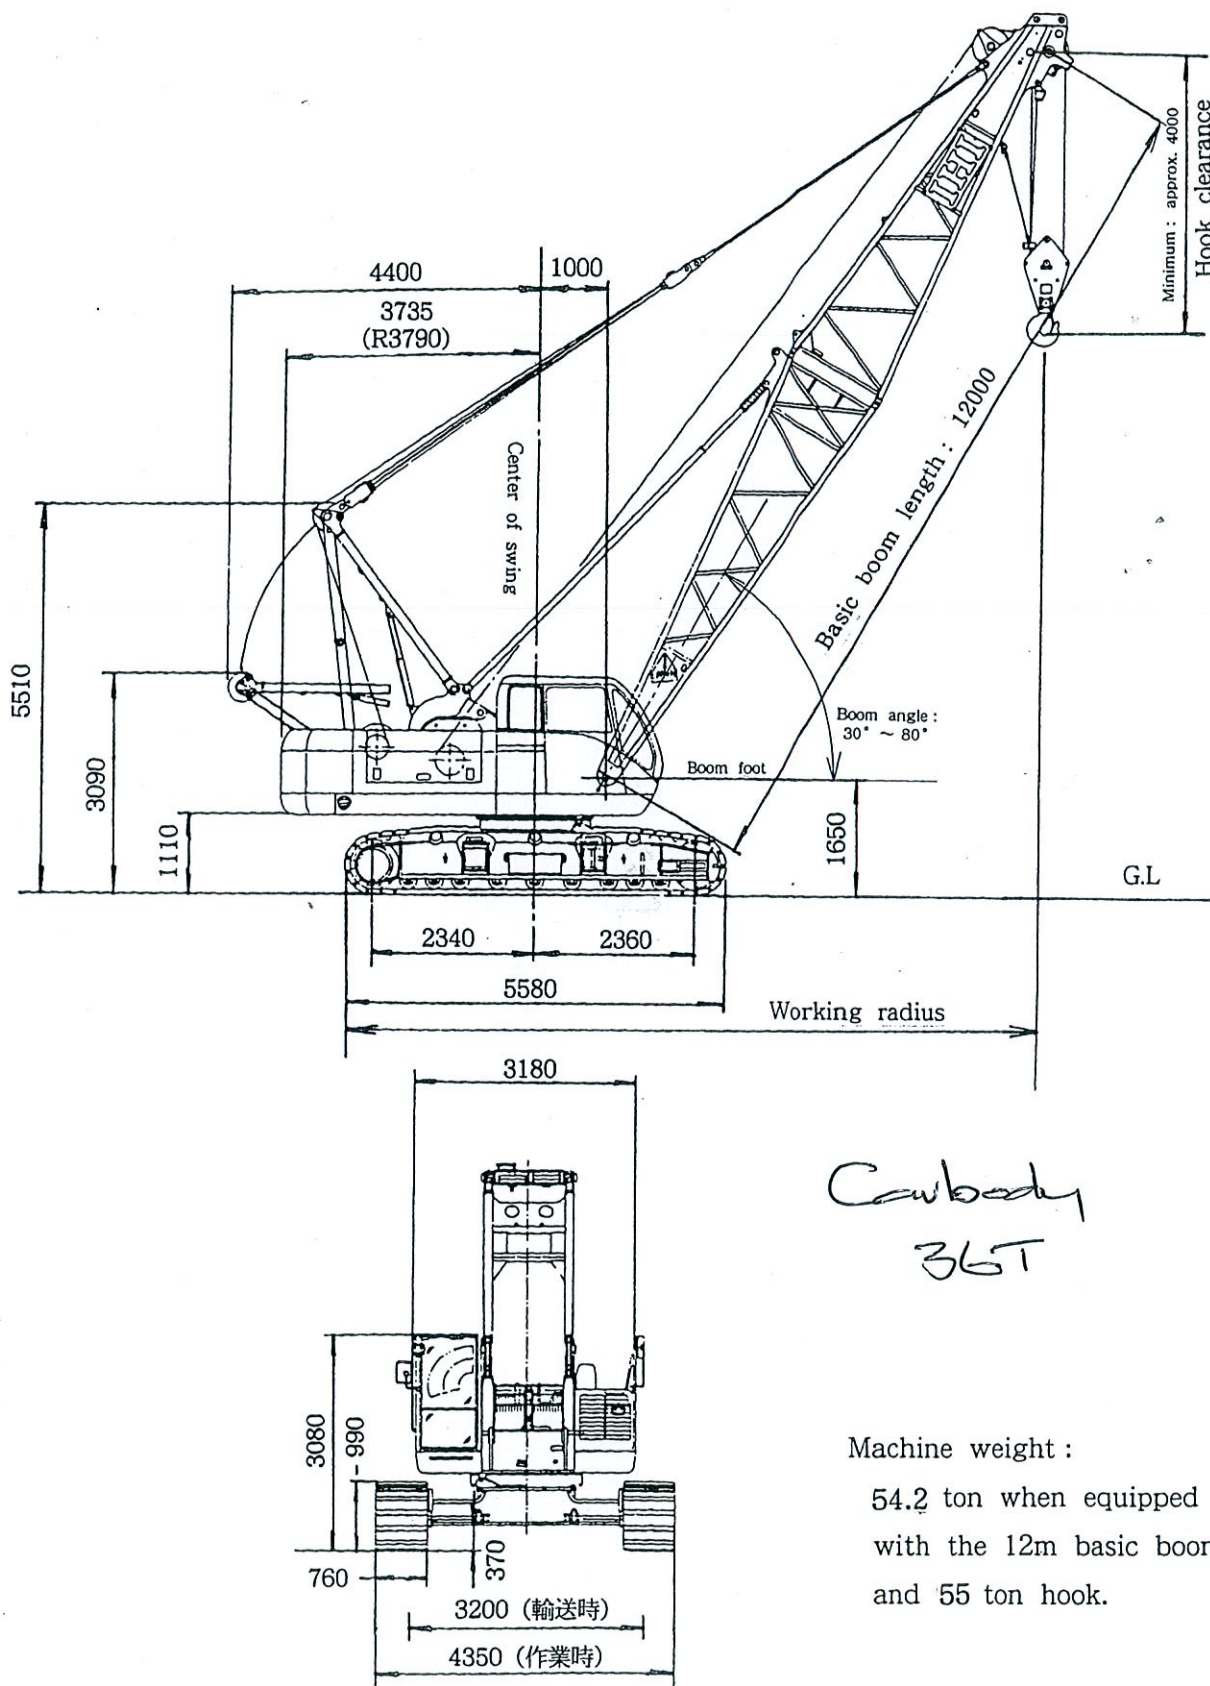 IHI
Minimum : approx. 4000
Hook clearance
4400
1000
3735
(R3790)
Center of swing
Basic boom length : 12000
5510
3090
1110
Boom angle :
30° ~ 80°
Boom foot
1650
G.L
2340
2360
5580
Working radius
3180
Carbody
36T
3080
990
370
760
3200 (輸送時)
4350 (作業時)
Machine weight :
54.2 ton when equipped
with the 12m basic boom
and 55 ton hook.